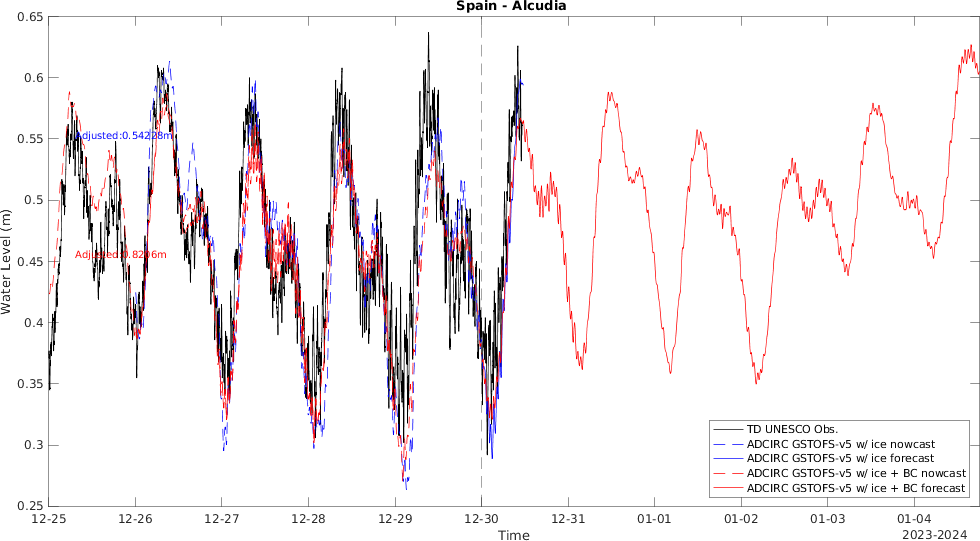 Spain - Alcudia
0.65
0.6
0.55
0.5
0.45
0.4
0.35
0.3
0.25
Water Level (m)
Adjusted:0.54228m
Adjusted:0.8206m
TD UNESCO Obs.
ADCIRC GSTOFS-v5 w/ ice nowcast
ADCIRC GSTOFS-v5 w/ ice forecast
ADCIRC GSTOFS-v5 w/ ice + BC nowcast
ADCIRC GSTOFS-v5 w/ ice + BC forecast
12-25 12-26 12-27 12-28 12-29 12-30 12-31 01-01 01-02 01-03 01-04
Time
2023-2024